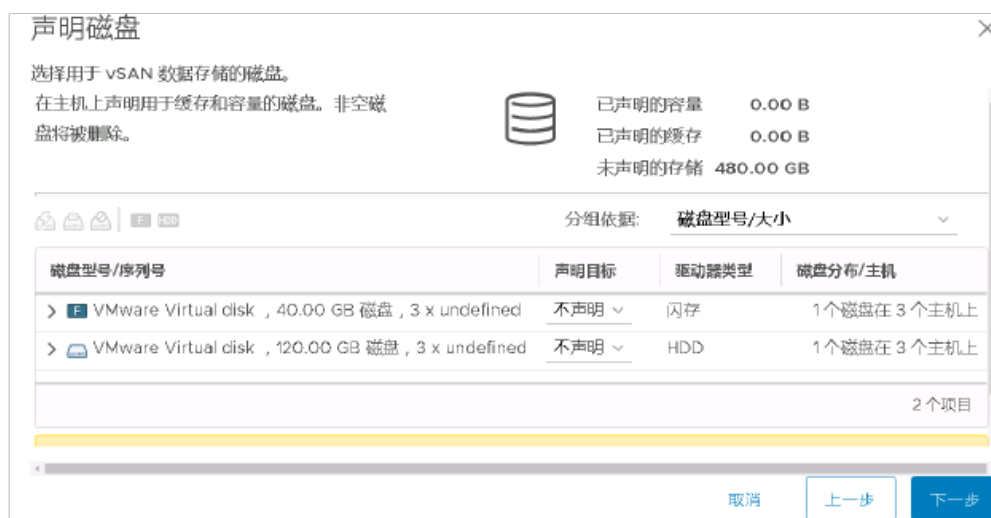 声明磁盘
选择用于 vSAN 数据存储的磁盘。
在主机上声明用于缓存和容量的磁盘。非空磁
盘将被删除。
已声明的容量 0.00 B
已声明的缓存 0.00 B
未声明的存储 480.00 GB
F HDD
分组依据: 磁盘型号/大小
磁盘型号/序列号 声明目标 驱动器类型 磁盘分布/主机
F VMware Virtual disk , 40.00 GB 磁盘 , 3 x undefined 不声明 闪存 1个磁盘在 3 个主机上
VMware Virtual disk , 120.00 GB 磁盘 , 3 x undefined 不声明 HDD 1个磁盘在 3 个主机上
2 个项目
取消 上一步 下一步